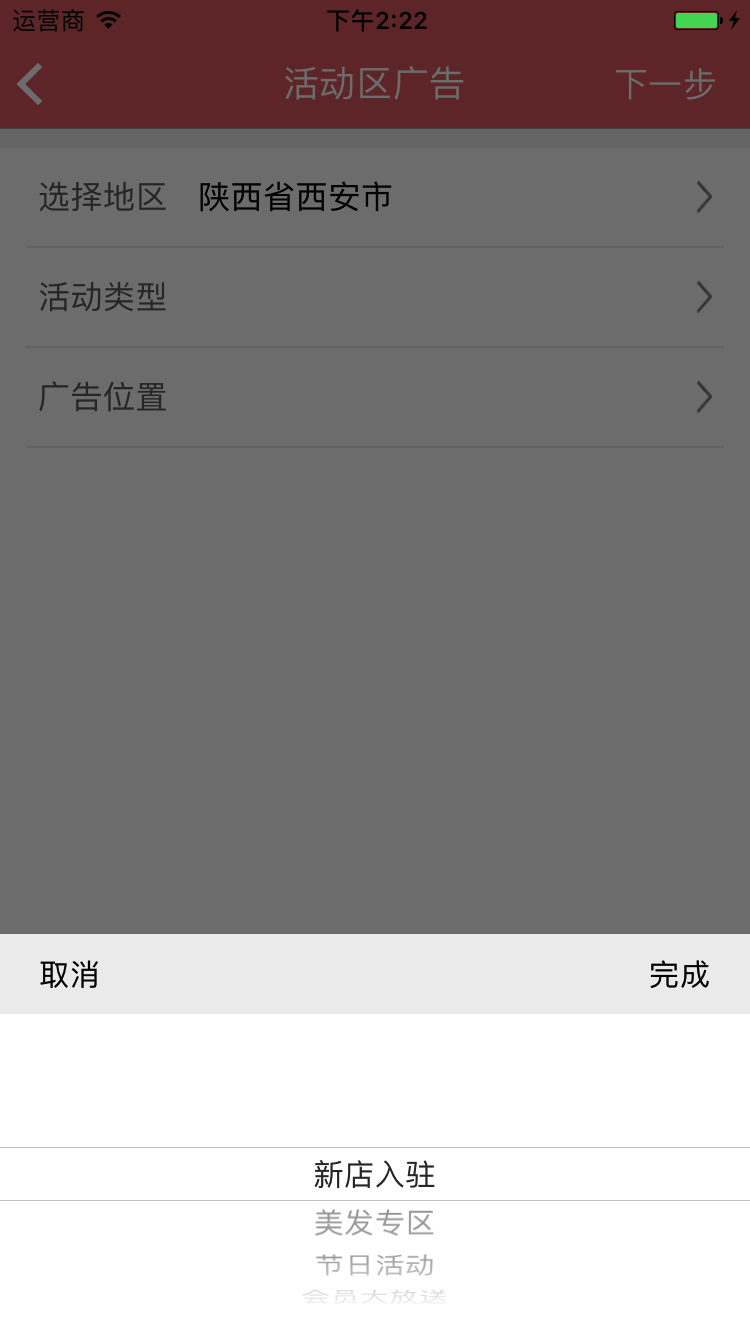 运营商 下午2:22
活动区广告 下一步
选择地区 陕西省西安市
活动类型
广告位置
取消 完成
新店入驻
美发专区
节日活动
会员大放送